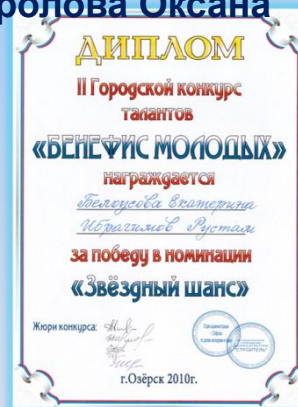 ролова Оксана
ДИПЛОМ
II Городской конкурс
талантов
«БЕНЕФИС МОЛОДЫХ»
награждается
Белоусова Екатерина
Ибрагимов Рустам
за победу в номинации
«Звёздный шанс»
Жюри конкурса:
г.Озёрск 2010г.